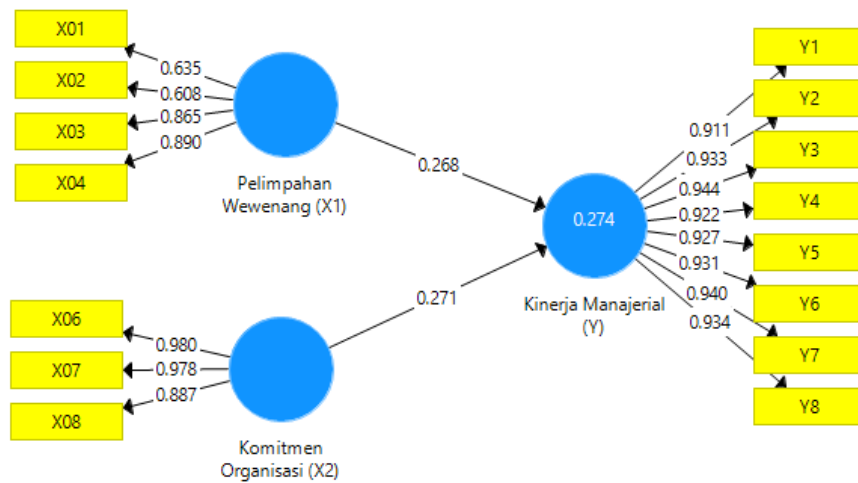 X01
X02
X03
X04
0.635
0.608
0.865
0.890
Pelimpahan
Wewenang (X1)
0.268
X06
X07
X08
0.980
0.978
0.887
Komitmen
Organisasi (X2)
0.271
0.274
Kinerja Manajerial
(Y)
0.911
0.933
0.944
0.922
0.927
0.931
0.940
0.934
Y1
Y2
Y3
Y4
Y5
Y6
Y7
Y8